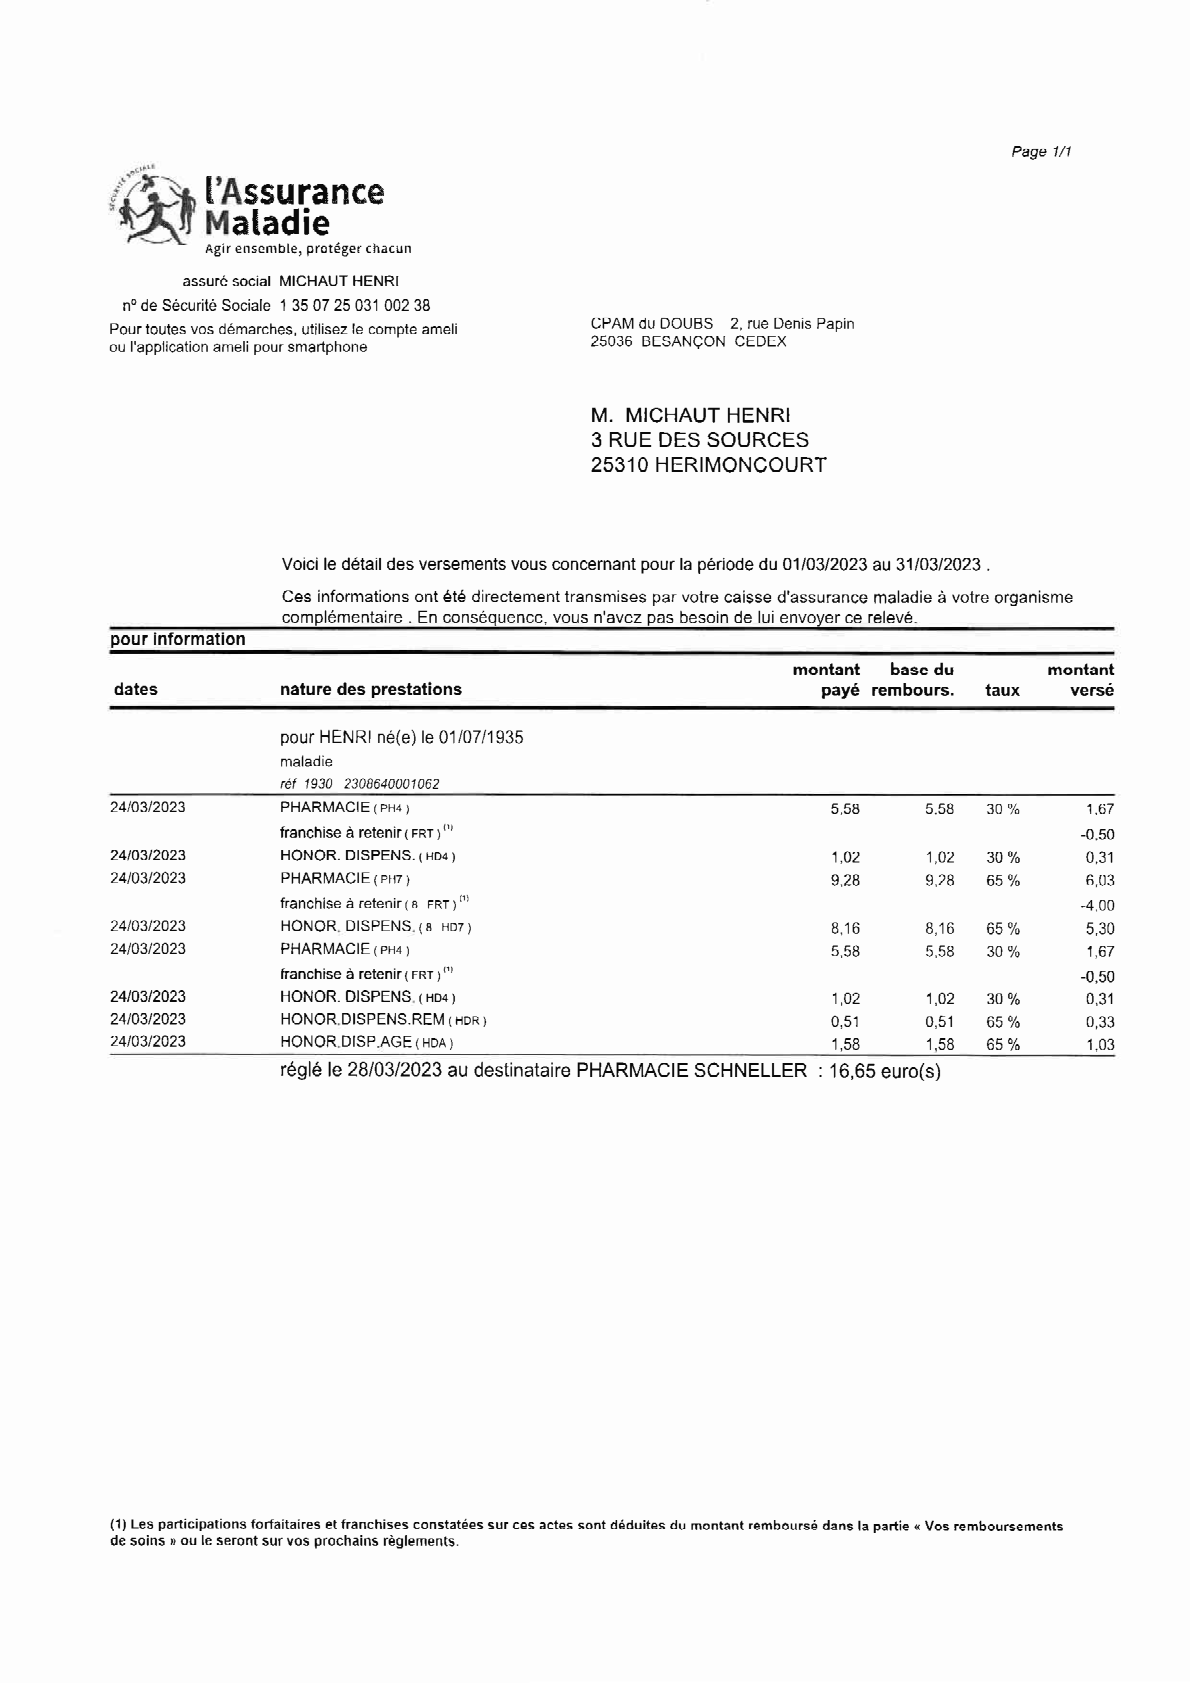 Page 1/1
SÉCURITÉ SOCIALE
l'Assurance
Maladie
Agir ensemble, protéger chacun
assuré social MICHAUT HENRI
nº de Sécurité Sociale 1 35 07 25 031 002 38
Pour toutes vos démarches, utilisez le compte ameli
ou l'application ameli pour smartphone
CPAM du DOUBS 2, rue Denis Papin
25036 BESANÇON CEDEX
M. MICHAUT HENRI
3 RUE DES SOURCES
25310 HERIMONCOURT
Voici le détail des versements vous concernant pour la période du 01/03/2023 au 31/03/2023 .
Ces informations ont été directement transmises par votre caisse d'assurance maladie à votre organisme
complémentaire . En conséquence, vous n'avez pas besoin de lui envoyer ce relevé.
pour information
dates nature des prestations montant payé base du rembours. taux montant versé
pour HENRI né(e) le 01/07/1935
maladie
réf 1930 2308640001062
24/03/2023 PHARMACIE ( PH4 ) 5,58 5,58 30 % 1,67
franchise à retenir ( FRT ) (1) -0,50
24/03/2023 HONOR. DISPENS. ( HD4 ) 1,02 1,02 30 % 0,31
24/03/2023 PHARMACIE ( PH7 ) 9,28 9,28 65 % 6,03
franchise à retenir ( 8 FRT ) (1) -4,00
24/03/2023 HONOR. DISPENS. ( 8 HD7 ) 8,16 8,16 65 % 5,30
24/03/2023 PHARMACIE ( PH4 ) 5,58 5,58 30 % 1,67
franchise à retenir ( FRT ) (1) -0,50
24/03/2023 HONOR. DISPENS. ( HD4 ) 1,02 1,02 30 % 0,31
24/03/2023 HONOR.DISPENS.REM ( HDR ) 0,51 0,51 65 % 0,33
24/03/2023 HONOR.DISP.AGE ( HDA ) 1,58 1,58 65 % 1,03
réglé le 28/03/2023 au destinataire PHARMACIE SCHNELLER : 16,65 euro(s)
(1) Les participations forfaitaires et franchises constatées sur ces actes sont déduites du montant remboursé dans la partie « Vos remboursements
de soins » ou le seront sur vos prochains règlements.